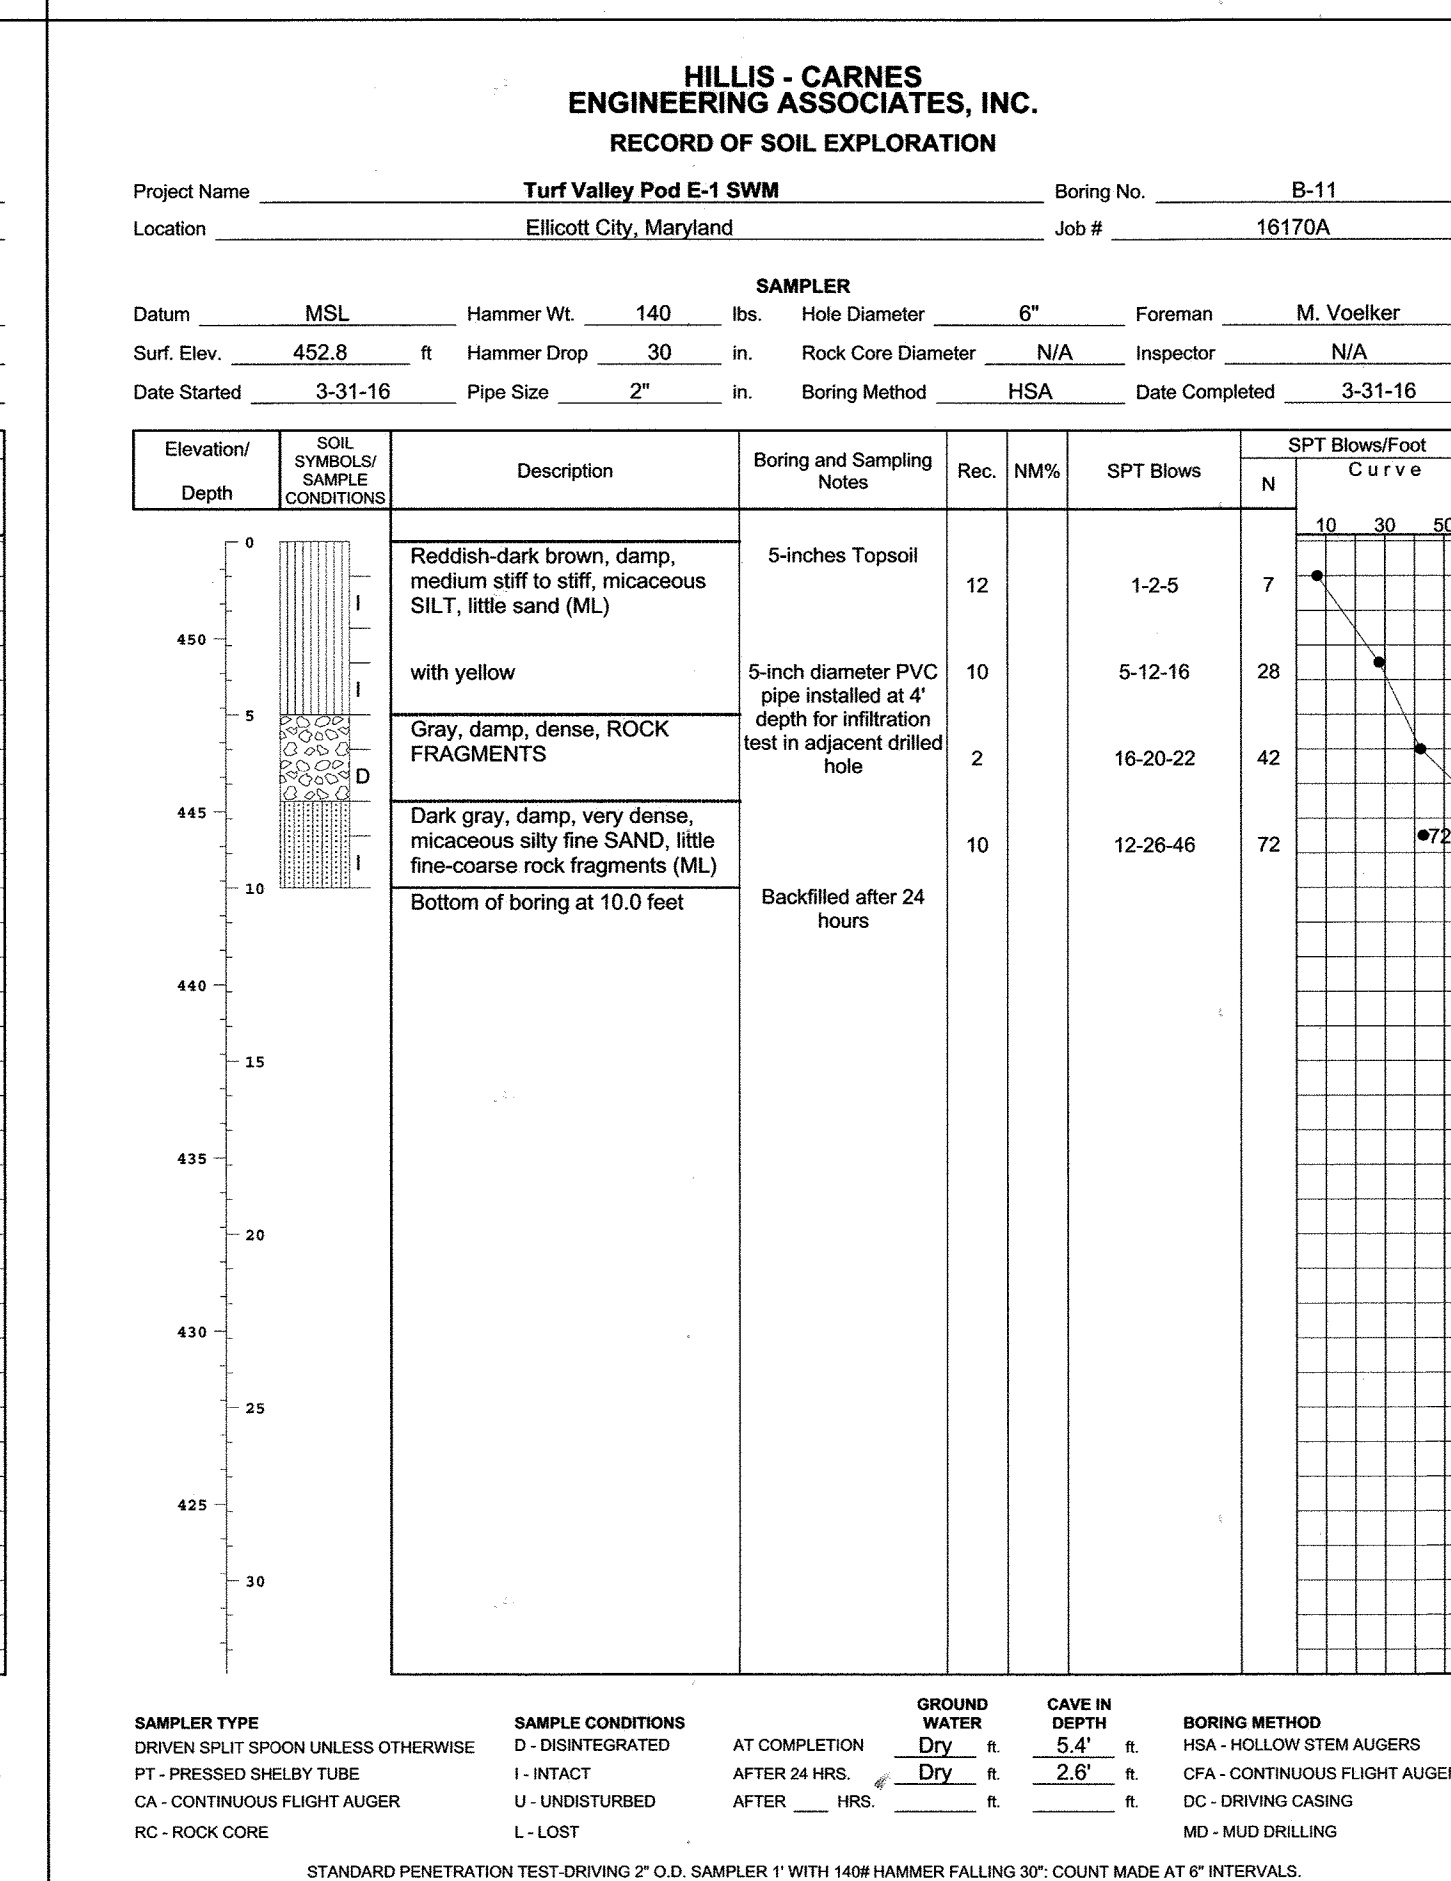 HILLIS - CARNES
ENGINEERING ASSOCIATES, INC.
RECORD OF SOIL EXPLORATION
Project Name Turf Valley Pod E-1 SWM Boring No. B-11
Location Ellicott City, Maryland Job # 16170A
SAMPLER
Datum MSL Hammer Wt. 140 lbs. Hole Diameter 6" Foreman M. Voelker
Surf. Elev. 452.8 ft Hammer Drop 30 in. Rock Core Diameter N/A Inspector N/A
Date Started 3-31-16 Pipe Size 2" in. Boring Method HSA Date Completed 3-31-16
Elevation/
Depth
SOIL
SYMBOLS/
SAMPLE
CONDITIONS
Description
Boring and Sampling
Notes
Rec.
NM%
SPT Blows
SPT Blows/Foot
N
Curve
10 30 50
0
Reddish-dark brown, damp,
medium stiff to stiff, micaceous
SILT, little sand (ML)
5-inches Topsoil
I
12 1-2-5 7
450
with yellow
5-inch diameter PVC
pipe installed at 4'
depth for infiltration
test in adjacent drilled
hole
I
10 5-12-16 28
5
Gray, damp, dense, ROCK
FRAGMENTS
D
2 16-20-22 42
445
Dark gray, damp, very dense,
micaceous silty fine SAND, little
fine-coarse rock fragments (ML)
I
10 12-26-46 72
72
10
Bottom of boring at 10.0 feet
Backfilled after 24
hours
440
15
435
20
430
25
425
30
SAMPLER TYPE
DRIVEN SPLIT SPOON UNLESS OTHERWISE
PT - PRESSED SHELBY TUBE
CA - CONTINUOUS FLIGHT AUGER
RC - ROCK CORE
SAMPLE CONDITIONS
D - DISINTEGRATED
I - INTACT
U - UNDISTURBED
L - LOST
GROUND
WATER
CAVE IN
DEPTH
AT COMPLETION Dry ft. 5.4' ft.
AFTER 24 HRS. Dry ft. 2.6' ft.
AFTER ____ HRS. ____ ft. ____ ft.
BORING METHOD
HSA - HOLLOW STEM AUGERS
CFA - CONTINUOUS FLIGHT AUGER
DC - DRIVING CASING
MD - MUD DRILLING
STANDARD PENETRATION TEST-DRIVING 2" O.D. SAMPLER 1' WITH 140# HAMMER FALLING 30": COUNT MADE AT 6" INTERVALS.